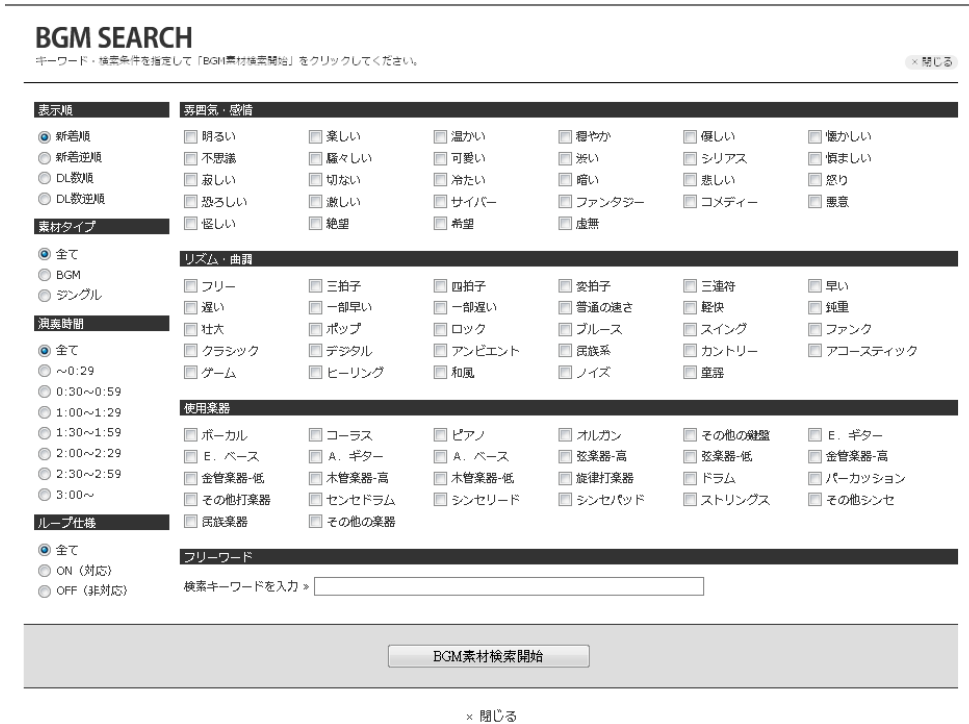 BGM SEARCH
キーワード・検索条件を指定して「BGM素材検索開始」をクリックしてください。
× 閉じる
表示順
新着順
新着逆順
DL数順
DL数逆順
素材タイプ
全て
BGM
ジングル
演奏時間
全て
～0:29
0:30～0:59
1:00～1:29
1:30～1:59
2:00～2:29
2:30～2:59
3:00～
ループ仕様
全て
ON（対応）
OFF（非対応）
雰囲気・感情
明るい 楽しい 温かい 穏やか 優しい 懐かしい
不思議 騒々しい 可愛い 渋い シリアス 慎ましい
寂しい 切ない 冷たい 暗い 悲しい 怒り
恐ろしい 激しい サイバー ファンタジー コメディー 悪意
怪しい 絶望 希望 虚無
リズム・曲調
フリー 三拍子 四拍子 変拍子 三連符 早い
遅い 一部早い 一部遅い 普通の速さ 軽快 鈍重
壮大 ポップ ロック ブルース スイング ファンク
クラシック デジタル アンビエント 民族系 カントリー アコースティック
ゲーム ヒーリング 和風 ノイズ 童謡
使用楽器
ボーカル コーラス ピアノ オルガン その他の鍵盤 E．ギター
E．ベース A．ギター A．ベース 弦楽器-高 弦楽器-低 金管楽器-高
金管楽器-低 木管楽器-高 木管楽器-低 旋律打楽器 ドラム パーカッション
その他打楽器 センセドラム シンセリード シンセパッド ストリングス その他シンセ
民族楽器 その他の楽器
フリーワード
検索キーワードを入力 »
BGM素材検索開始
× 閉じる